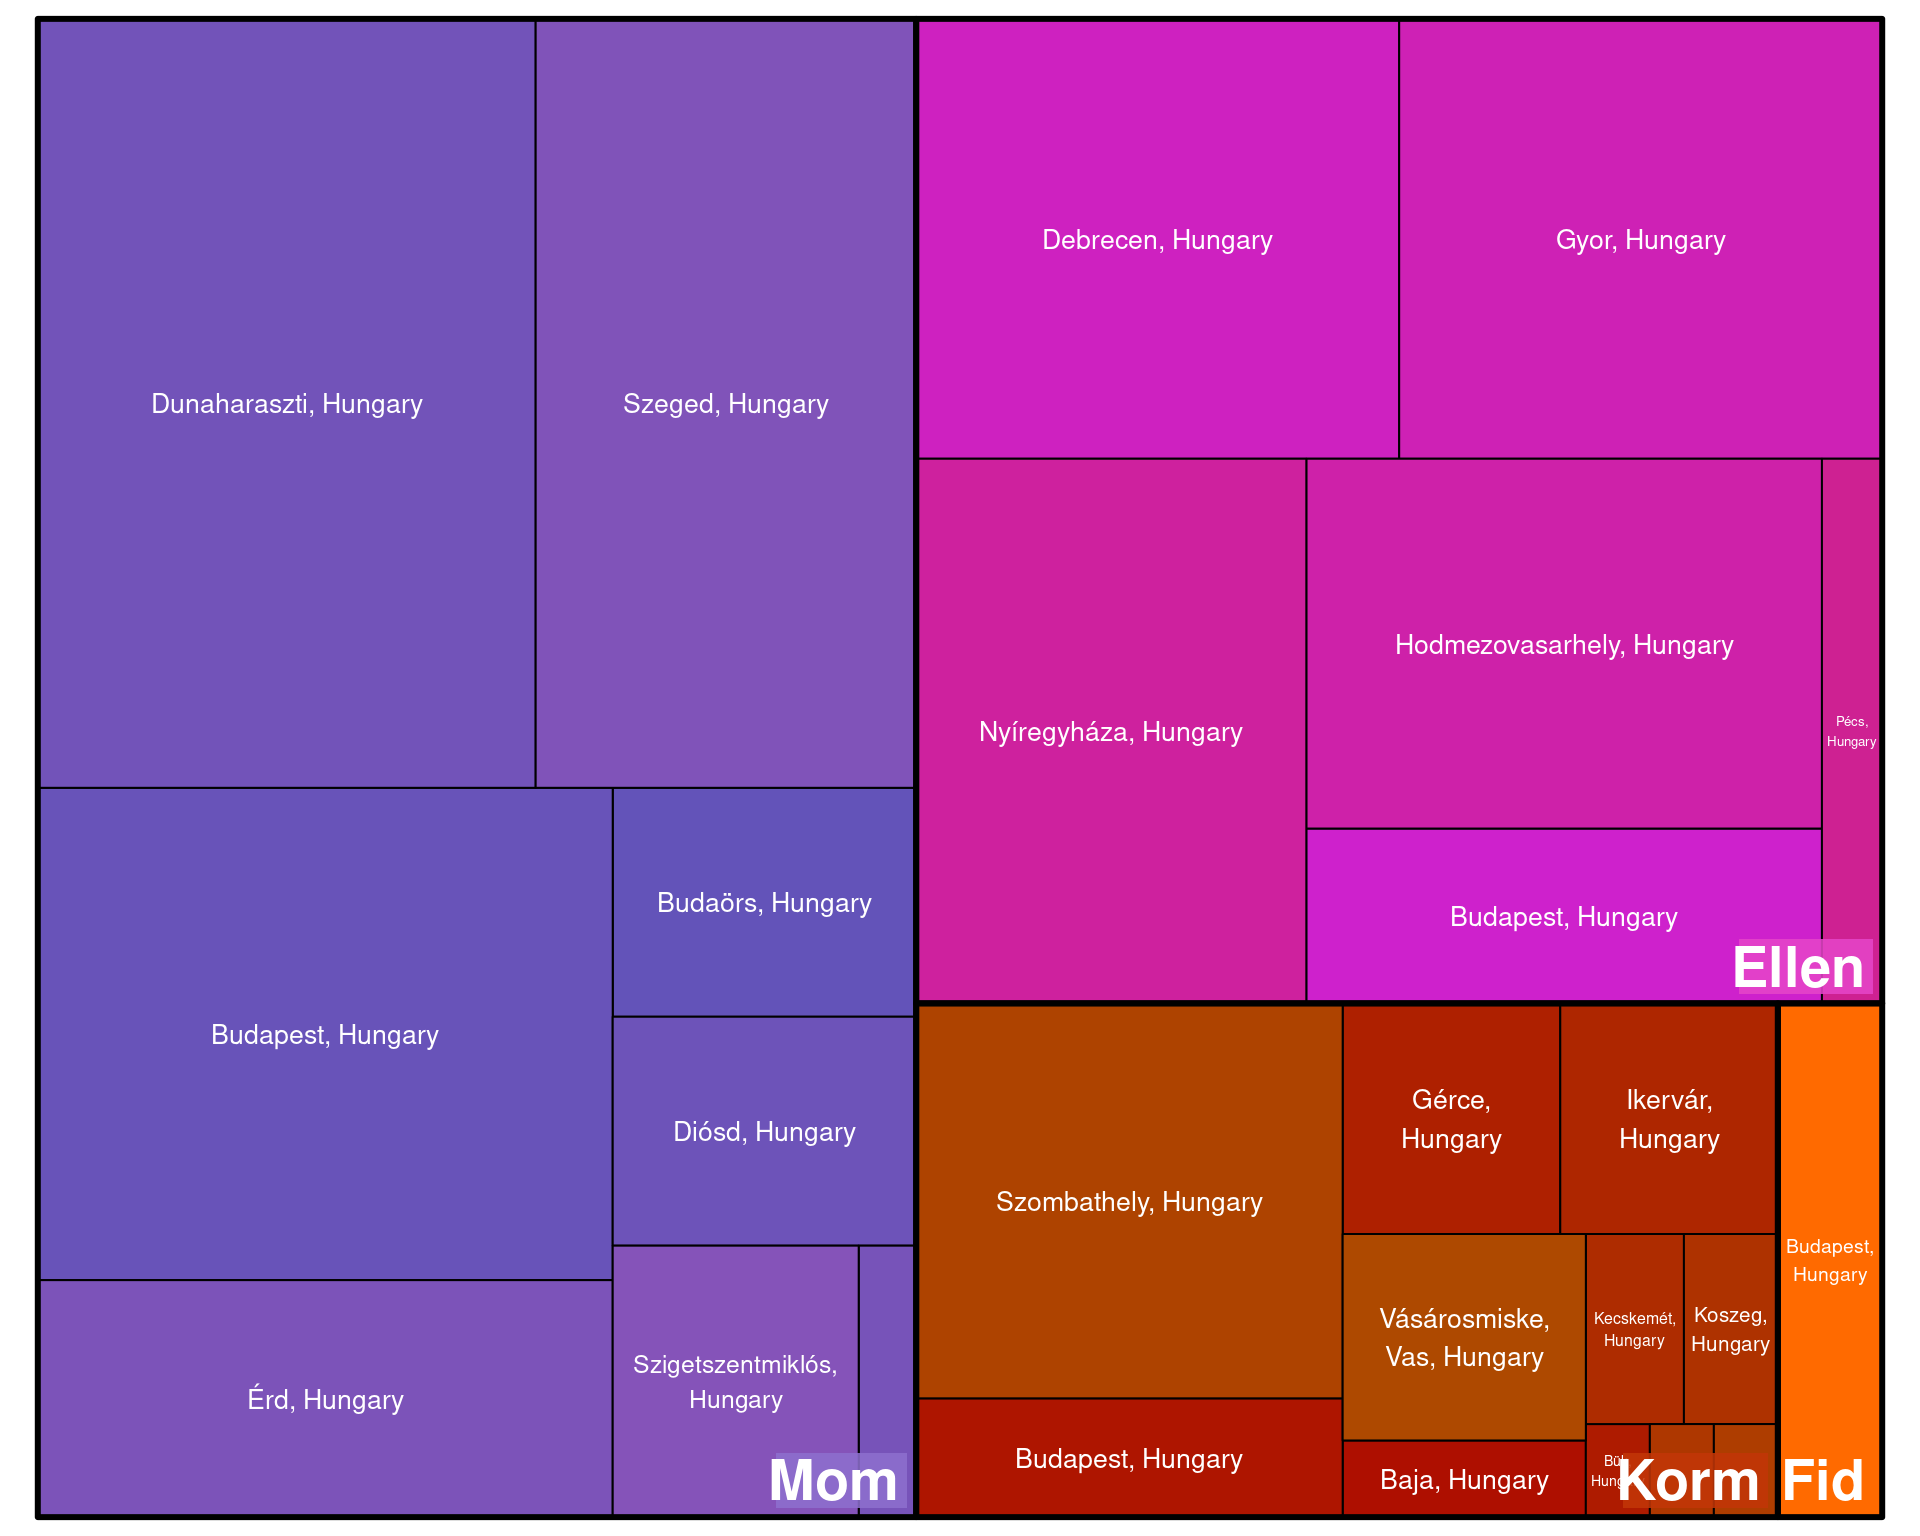 Dunaharaszti, Hungary
Szeged, Hungary
Budapest, Hungary
Budaörs, Hungary
Diósd, Hungary
Érd, Hungary
Szigetszentmiklós,
Hungary
Mom
Debrecen, Hungary
Gyor, Hungary
Nyíregyháza, Hungary
Hodmezovasarhely, Hungary
Pécs,
Hungary
Budapest, Hungary
Ellen
Szombathely, Hungary
Gérce,
Hungary
Ikervár,
Hungary
Vásárosmiske,
Vas, Hungary
Kecskemét,
Hungary
Koszeg,
Hungary
Budapest, Hungary
Baja, Hungary
Korm
Budapest,
Hungary
Fid